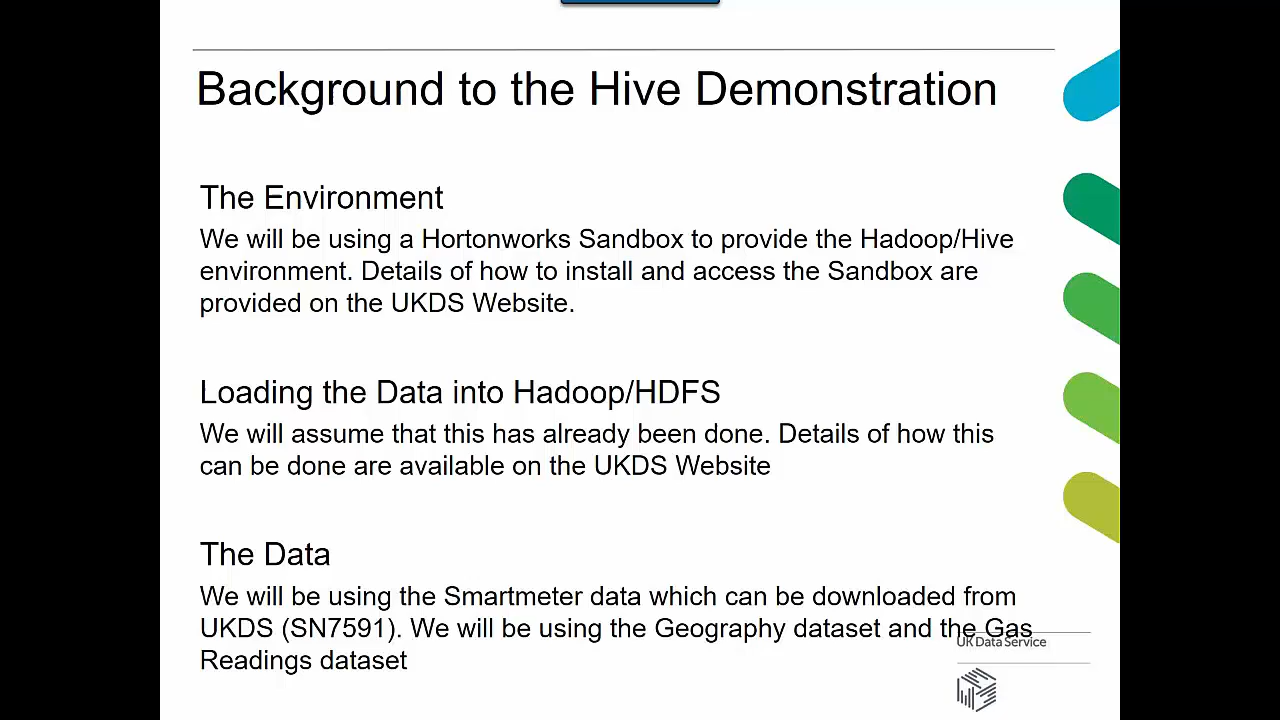 Background to the Hive Demonstration
The Environment
We will be using a Hortonworks Sandbox to provide the Hadoop/Hive
environment. Details of how to install and access the Sandbox are
provided on the UKDS Website.
Loading the Data into Hadoop/HDFS
We will assume that this has already been done. Details of how this
can be done are available on the UKDS Website
The Data
We will be using the Smartmeter data which can be downloaded from
UKDS (SN7591). We will be using the Geography dataset and the Gas
Readings dataset
UK Data Service